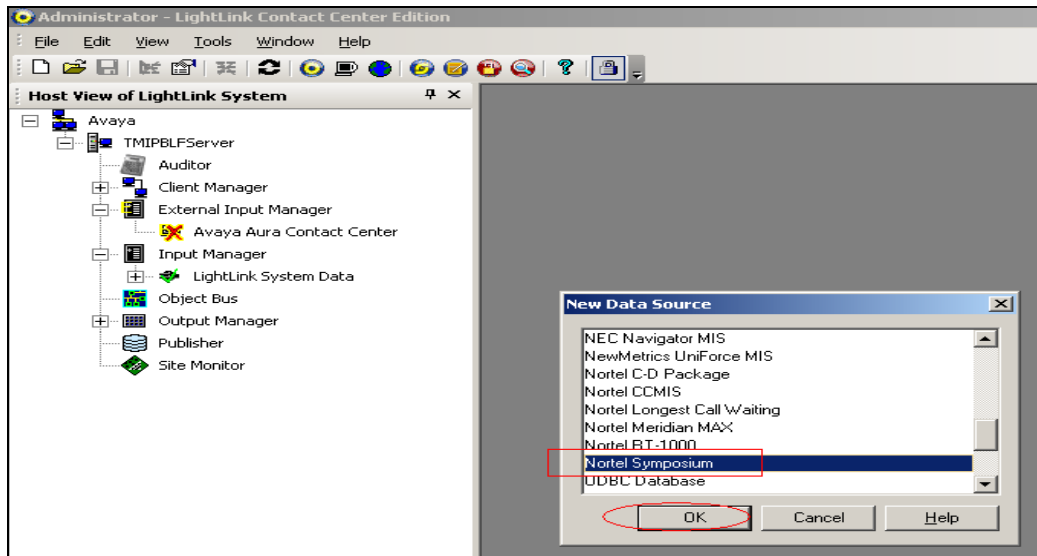 Administrator - LightLink Contact Center Edition
File Edit View Tools Window Help
Host View of LightLink System
Avaya
TMIPBLFServer
Auditor
Client Manager
External Input Manager
Avaya Aura Contact Center
Input Manager
LightLink System Data
Object Bus
Output Manager
Publisher
Site Monitor
New Data Source
NEC Navigator MIS
NewMetrics UniForce MIS
Nortel C-D Package
Nortel CCMIS
Nortel Longest Call Waiting
Nortel Meridian MAX
Nortel RT-1000
Nortel Symposium
ODBC Database
OK Cancel Help